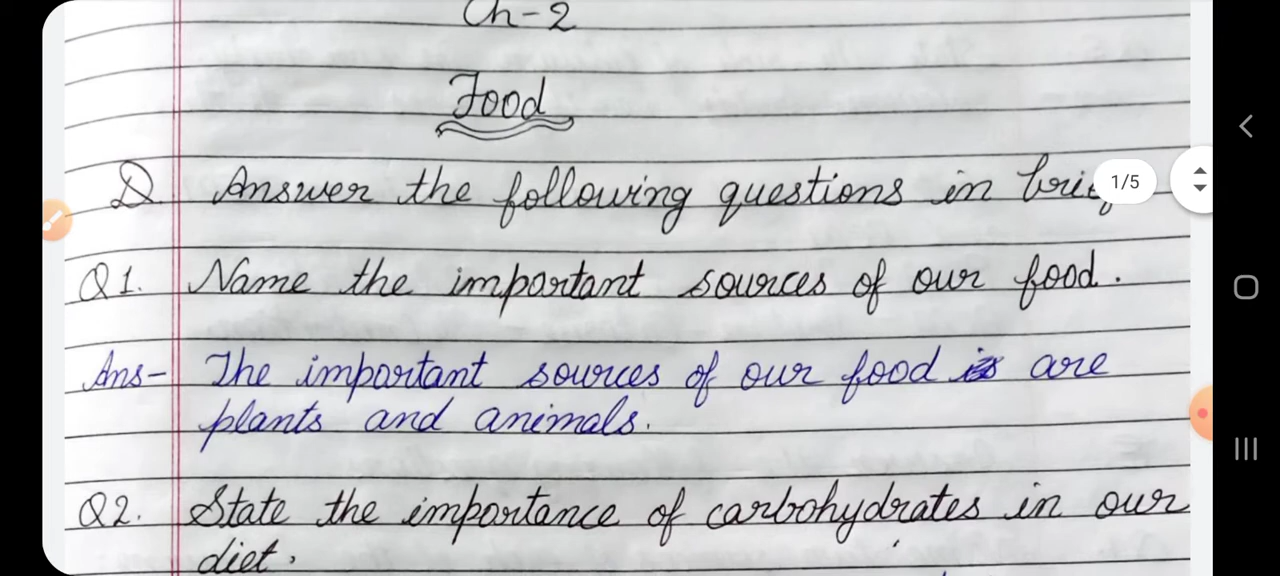 Ch-2
Food
Q. Answer the following questions in brief
1/5
Q1. Name the important sources of our food.
Ans- The important sources of our food is are
plants and animals.
Q2. State the importance of carbohydrates in our
diet.